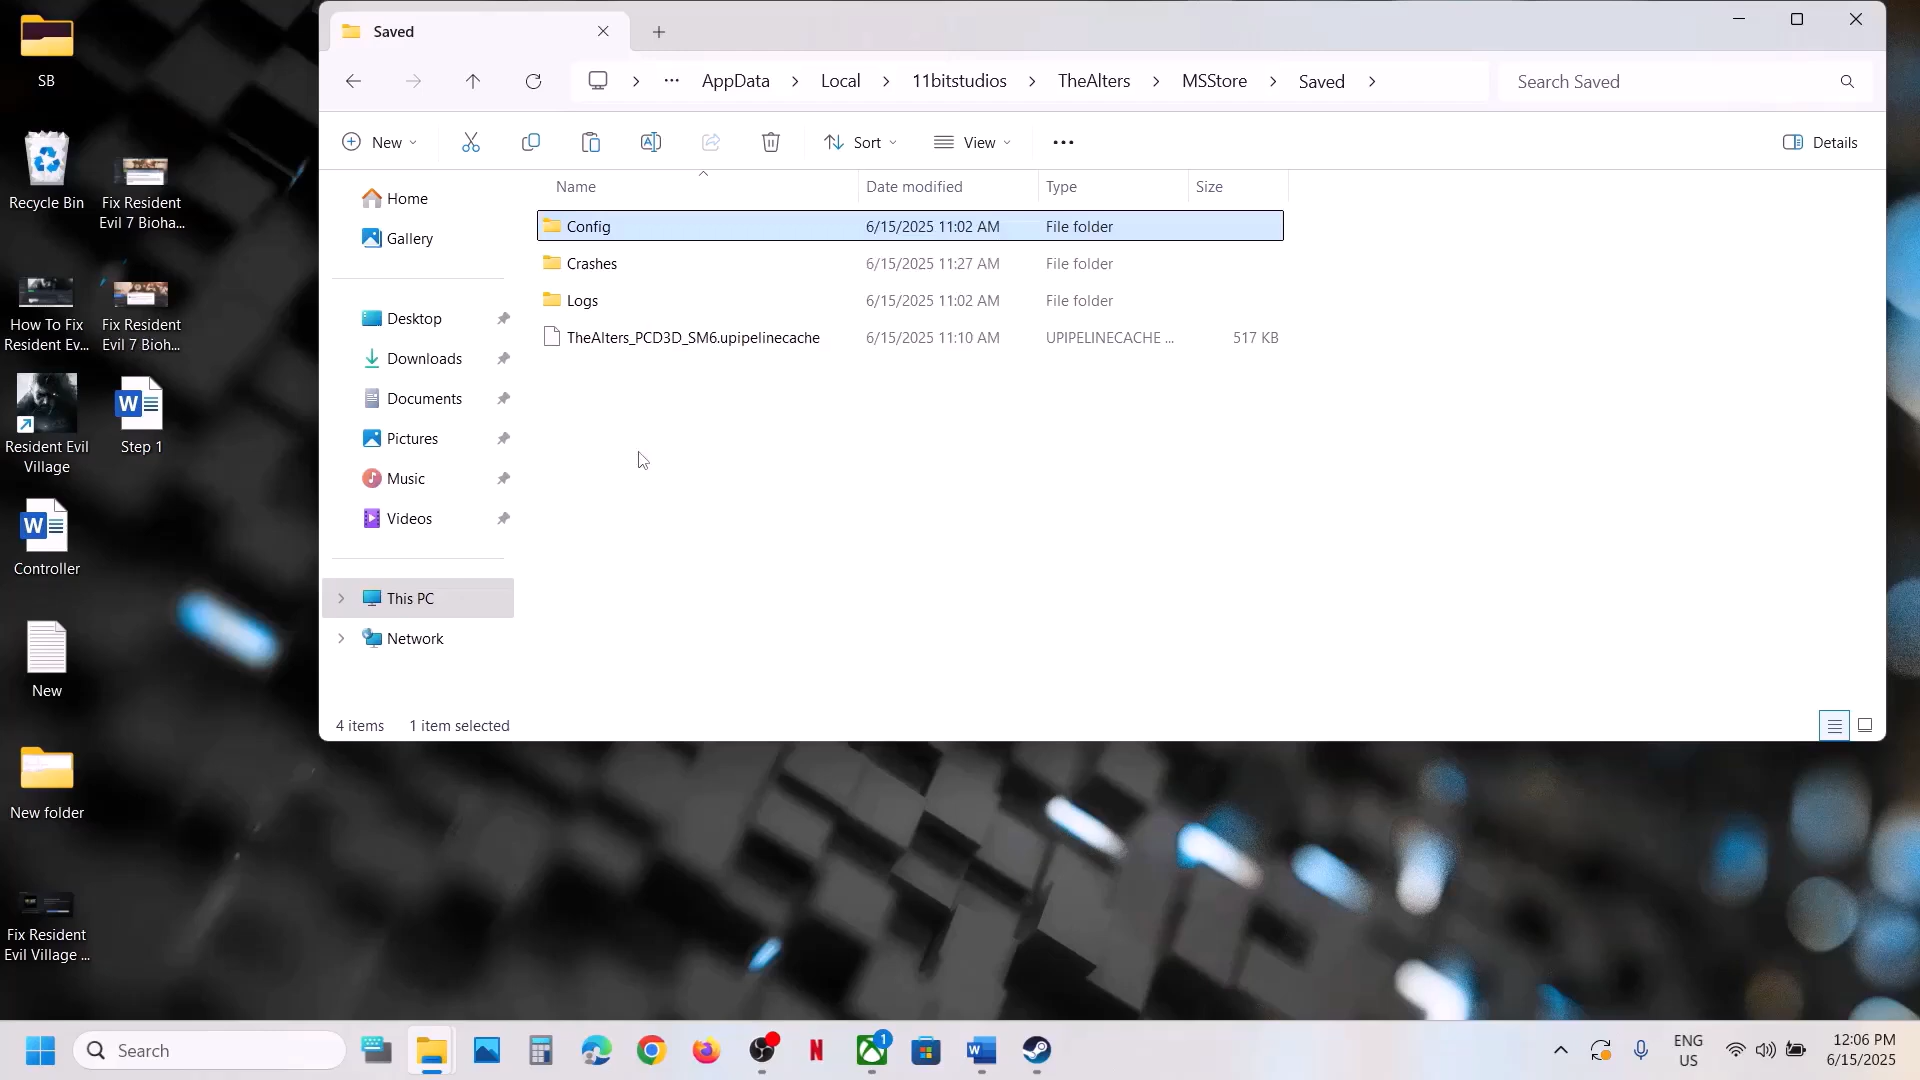 SB
Recycle Bin
Fix Resident
Evil 7 Bioha...
How To Fix
Resident Ev...
Fix Resident
Evil 7 Bioh...
Resident Evil
Village
Step 1
Controller
New
New folder
Fix Resident
Evil Village ...
Saved
AppData
Local
11bitstudios
TheAlters
MSStore
Saved
Search Saved
New
Sort
View
Details
Home
Gallery
Desktop
Downloads
Documents
Pictures
Music
Videos
This PC
Network
Name Date modified Type Size
Config 6/15/2025 11:02 AM File folder
Crashes 6/15/2025 11:27 AM File folder
Logs 6/15/2025 11:02 AM File folder
TheAlters_PCD3D_SM6.upipelinecache 6/15/2025 11:10 AM UPIPELINECACHE ... 517 KB
4 items 1 item selected
Search
1
ENG
US
12:06 PM
6/15/2025